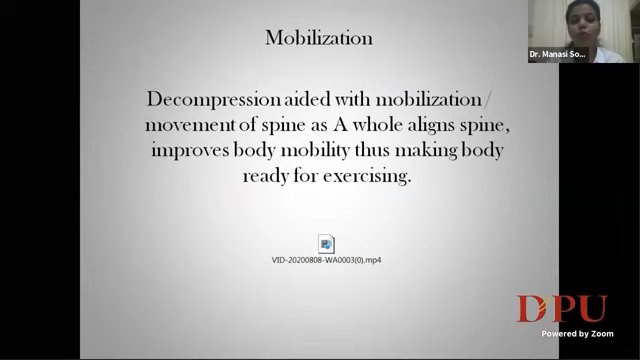 Mobilization
Dr. Manasi So...
Decompression aided with mobilization /
movement of spine as A whole aligns spine,
improves body mobility thus making body
ready for exercising.
VID-20200808-WA0003(0).mp4
DPU
Powered by Zoom